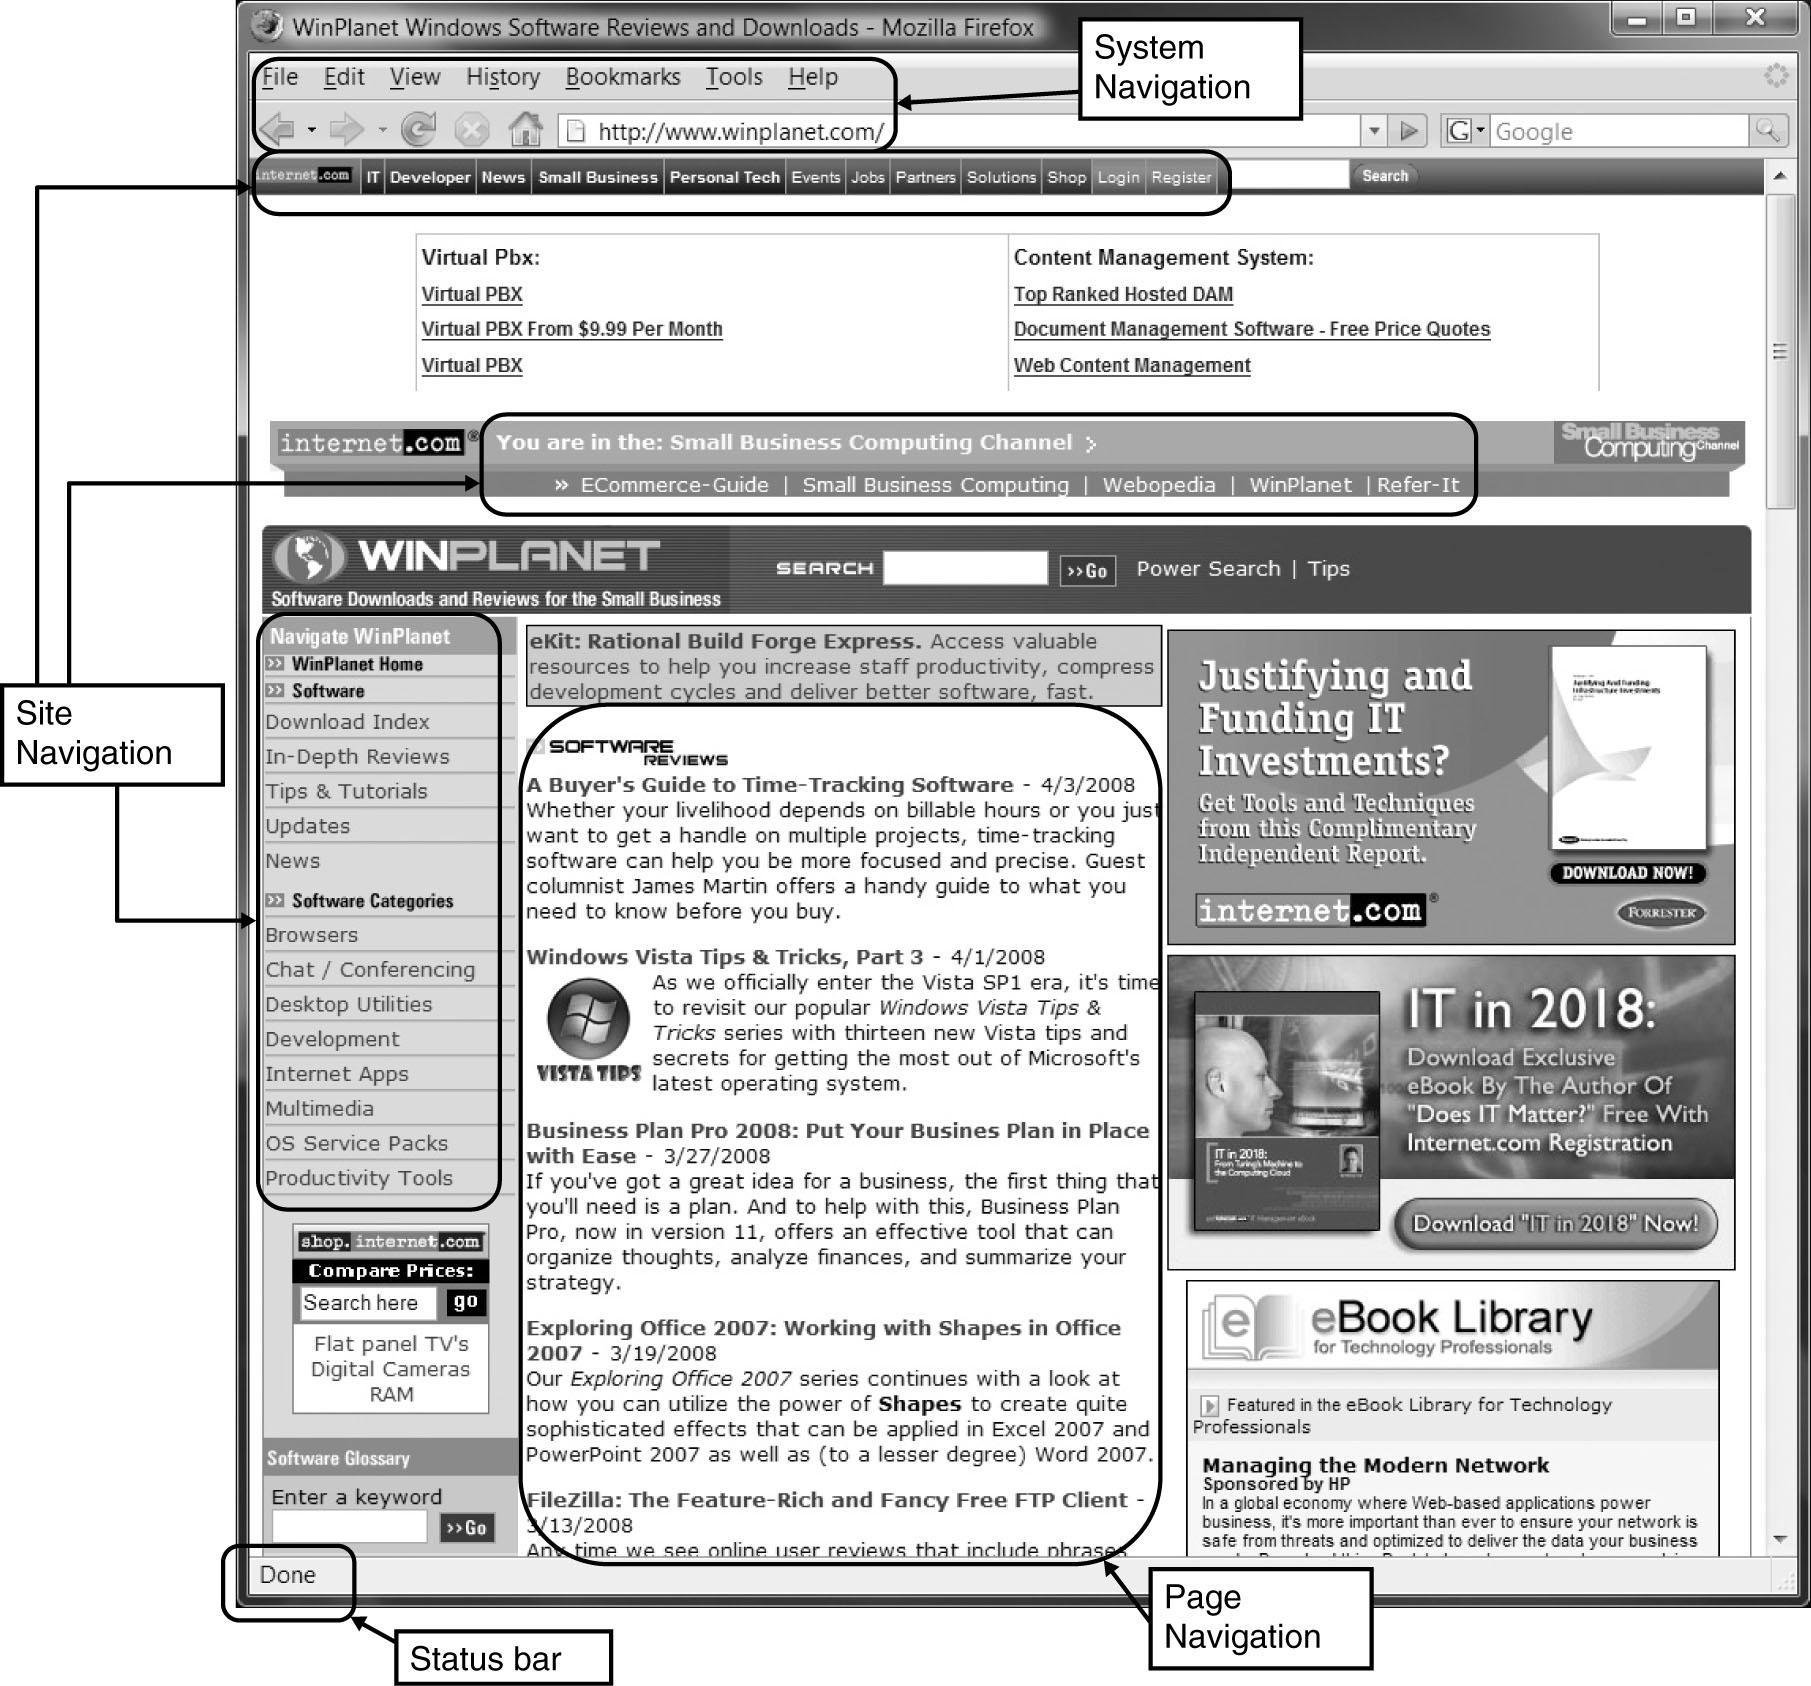 WinPlanet Windows Software Reviews and Downloads - Mozilla Firefox
System
Navigation
File Edit View History Bookmarks Tools Help
http://www.winplanet.com/
G Google
internet.com IT Developer News Small Business Personal Tech Events Jobs Partners Solutions Shop Login Register Search
Virtual Pbx:
Virtual PBX
Virtual PBX From $9.99 Per Month
Virtual PBX
Content Management System:
Top Ranked Hosted DAM
Document Management Software - Free Price Quotes
Web Content Management
internet.com® You are in the: Small Business Computing Channel >
Small Business
Computing Channel
» ECommerce-Guide | Small Business Computing | Webopedia | WinPlanet | Refer-It
WINPLANET
Software Downloads and Reviews for the Small Business
SEARCH >>Go Power Search | Tips
Site
Navigation
Navigate WinPlanet
>> WinPlanet Home
>> Software
Download Index
In-Depth Reviews
Tips & Tutorials
Updates
News
>> Software Categories
Browsers
Chat / Conferencing
Desktop Utilities
Development
Internet Apps
Multimedia
OS Service Packs
Productivity Tools
shop.internet.com
Compare Prices:
Search here go
Flat panel TV's
Digital Cameras
RAM
Software Glossary
Enter a keyword
>>Go
eKit: Rational Build Forge Express. Access valuable
resources to help you increase staff productivity, compress
development cycles and deliver better software, fast.
SOFTWARE
REVIEWS
A Buyer's Guide to Time-Tracking Software - 4/3/2008
Whether your livelihood depends on billable hours or you just
want to get a handle on multiple projects, time-tracking
software can help you be more focused and precise. Guest
columnist James Martin offers a handy guide to what you
need to know before you buy.
Windows Vista Tips & Tricks, Part 3 - 4/1/2008
VISTA TIPS
As we officially enter the Vista SP1 era, it's time
to revisit our popular Windows Vista Tips &
Tricks series with thirteen new Vista tips and
secrets for getting the most out of Microsoft's
latest operating system.
Business Plan Pro 2008: Put Your Busines Plan in Place
with Ease - 3/27/2008
If you've got a great idea for a business, the first thing that
you'll need is a plan. And to help with this, Business Plan
Pro, now in version 11, offers an effective tool that can
organize thoughts, analyze finances, and summarize your
strategy.
Exploring Office 2007: Working with Shapes in Office
2007 - 3/19/2008
Our Exploring Office 2007 series continues with a look at
how you can utilize the power of Shapes to create quite
sophisticated effects that can be applied in Excel 2007 and
PowerPoint 2007 as well as (to a lesser degree) Word 2007.
FileZilla: The Feature-Rich and Fancy Free FTP Client -
3/13/2008
Any time we see online user reviews that include phrases
Justifying and
Funding IT
Investments?
Get Tools and Techniques
from this Complimentary
Independent Report.
internet.com®
Justifying And Funding
Infrastructure Investments
DOWNLOAD NOW!
FORRESTER
IT in 2018:
Download Exclusive
eBook By The Author Of
"Does IT Matter?" Free With
Internet.com Registration
IT in 2018:
From Turing's Machine to
the Computing Cloud
Download "IT in 2018" Now!
e eBook Library
for Technology Professionals
Featured in the eBook Library for Technology
Professionals
Managing the Modern Network
Sponsored by HP
In a global economy where Web-based applications power
business, it's more important than ever to ensure your network is
safe from threats and optimized to deliver the data your business
Done
Status bar
Page
Navigation